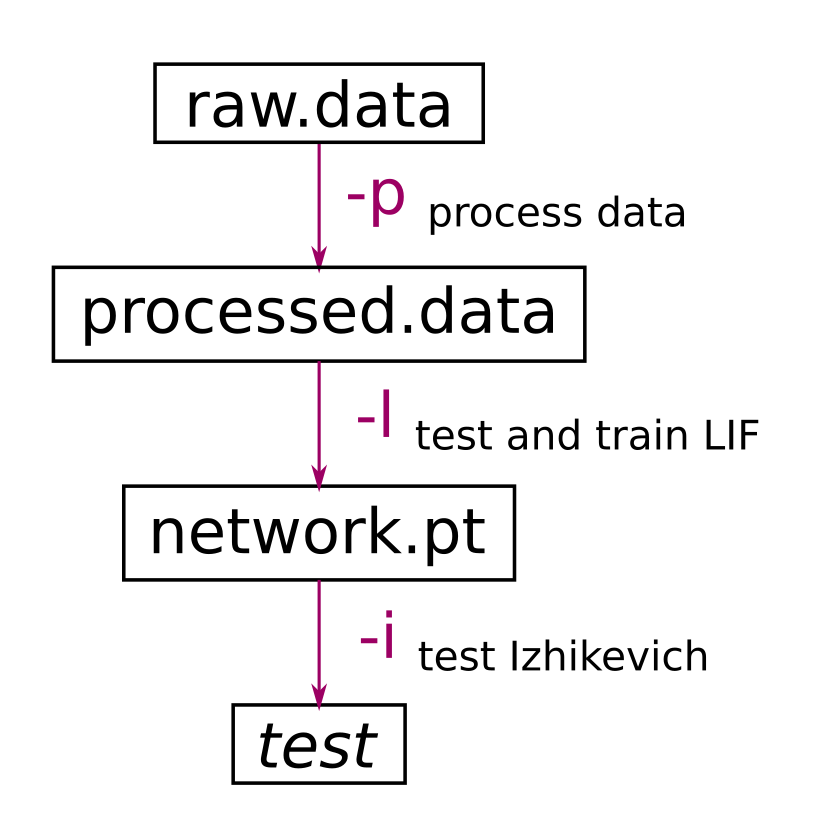 raw.data
-p process data
processed.data
-l test and train LIF
network.pt
-i test Izhikevich
test